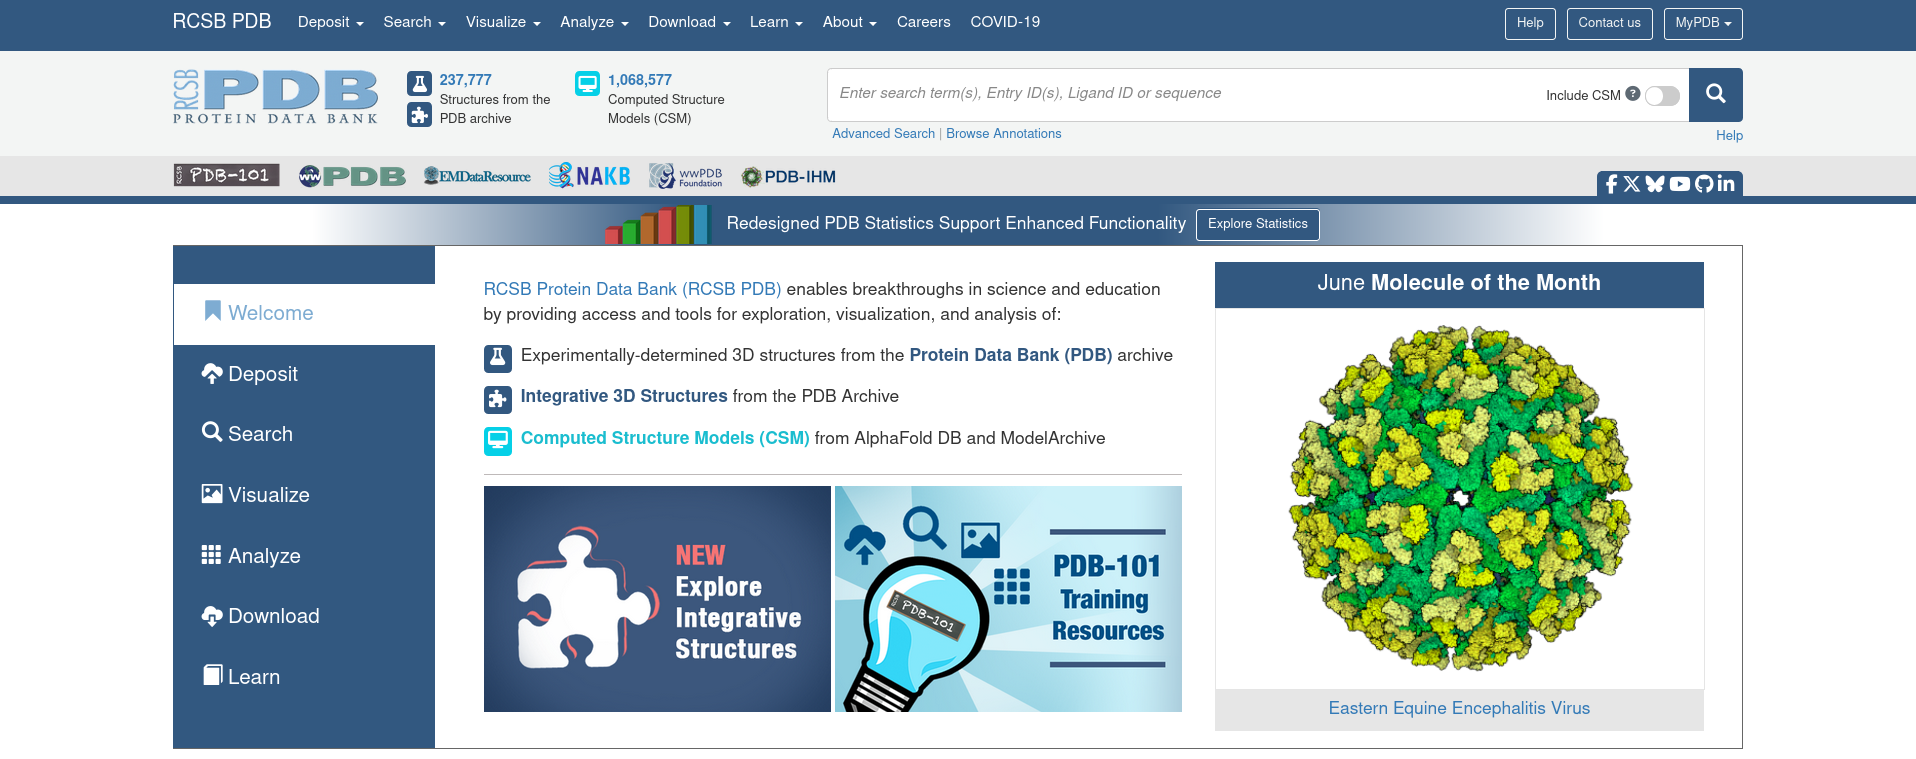 RCSB PDB Deposit Search Visualize Analyze Download Learn About Careers COVID-19 Help Contact us MyPDB
RCSB
PDB
PROTEIN DATA BANK
237,777
Structures from the
PDB archive
1,068,577
Computed Structure
Models (CSM)
Enter search term(s), Entry ID(s), Ligand ID or sequence
Include CSM
Advanced Search | Browse Annotations
Help
RCSB PDB-101 wwPDB EMDataResource NAKB wwPDB Foundation PDB-IHM
Redesigned PDB Statistics Support Enhanced Functionality Explore Statistics
Welcome
Deposit
Search
Visualize
Analyze
Download
Learn
RCSB Protein Data Bank (RCSB PDB) enables breakthroughs in science and education
by providing access and tools for exploration, visualization, and analysis of:
Experimentally-determined 3D structures from the Protein Data Bank (PDB) archive
Integrative 3D Structures from the PDB Archive
Computed Structure Models (CSM) from AlphaFold DB and ModelArchive
NEW
Explore
Integrative
Structures
PDB-101
PDB-101
Training
Resources
June Molecule of the Month
Eastern Equine Encephalitis Virus